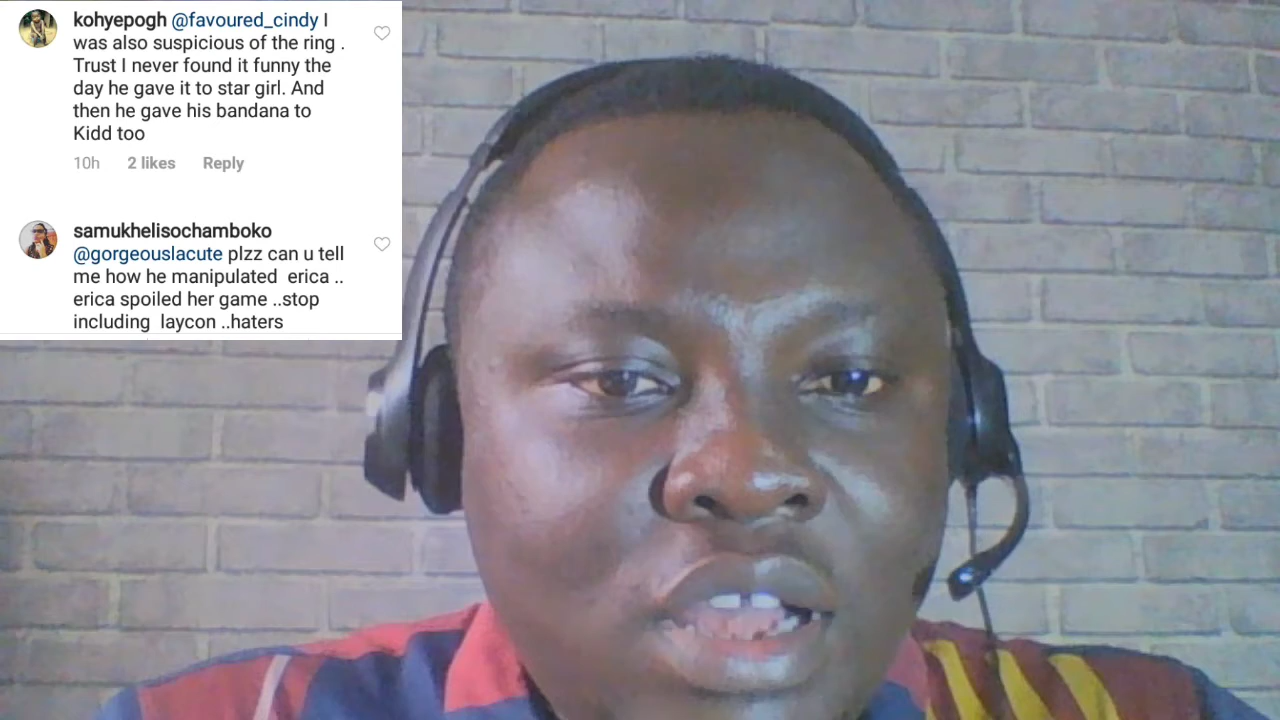 kohyepogh @favoured_cindy I
was also suspicious of the ring .
Trust I never found it funny the
day he gave it to star girl. And
then he gave his bandana to
Kidd too
10h 2 likes Reply
samukhelisochamboko
@gorgeouslacute plzz can u tell
me how he manipulated erica ..
erica spoiled her game ..stop
including laycon ..haters